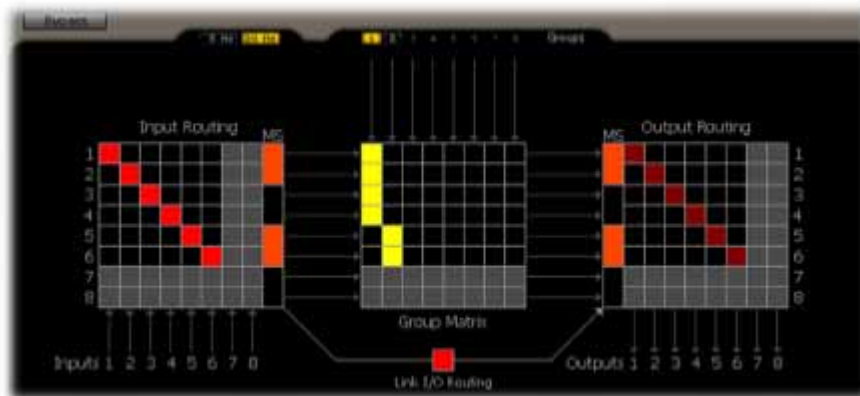 Bypass
Groups
Input Routing
MS
MS
Output Routing
1
2
3
4
5
6
7
8
1
2
3
4
5
6
7
8
Group Matrix
Inputs 1 2 3 4 5 6 7 8
Outputs 1 2 3 4 5 6 7 8
Link I/O Routing